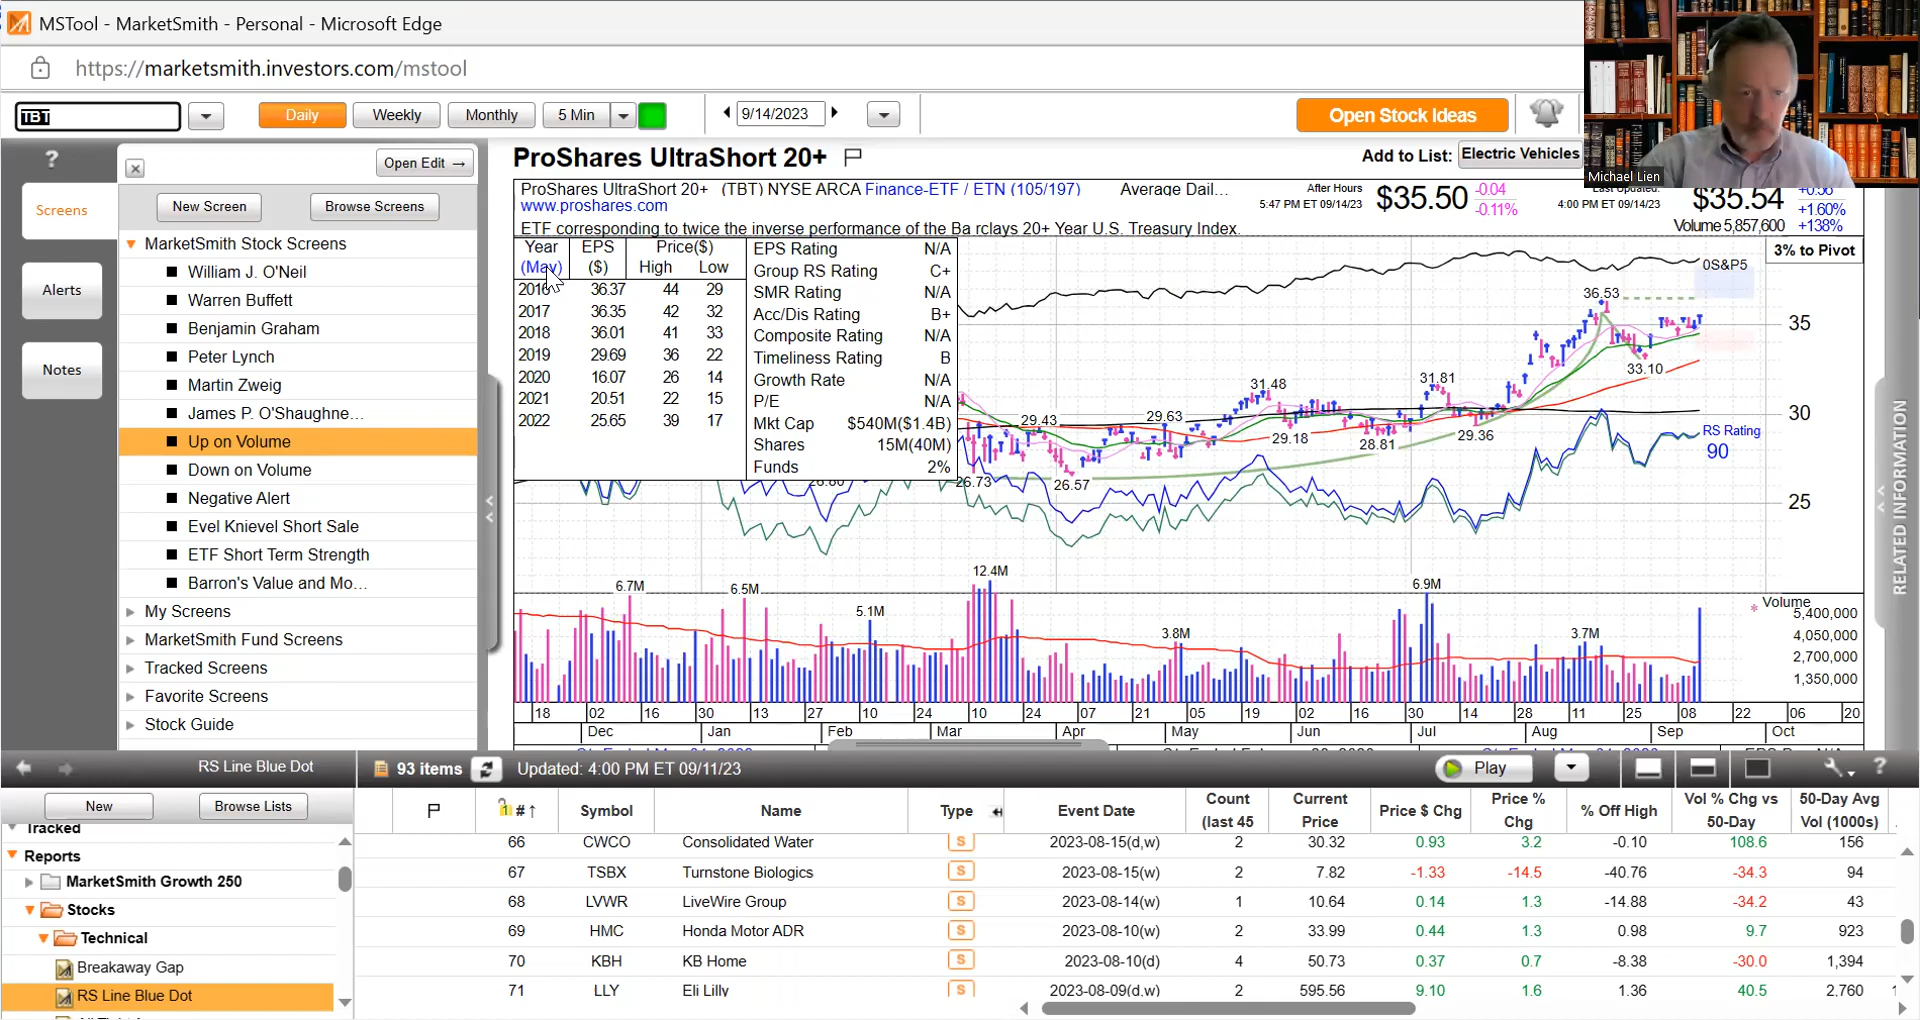 MSTool - MarketSmith - Personal - Microsoft Edge
https://marketsmith.investors.com/mstool
TBT
Daily
Weekly
Monthly
5 Min
9/14/2023
Open Stock Ideas
Michael Lien
?
Screens
Alerts
Notes
Open Edit →
New Screen
Browse Screens
MarketSmith Stock Screens
William J. O'Neil
Warren Buffett
Benjamin Graham
Peter Lynch
Martin Zweig
James P. O'Shaughne…
Up on Volume
Down on Volume
Negative Alert
Evel Knievel Short Sale
ETF Short Term Strength
Barron's Value and Mo…
My Screens
MarketSmith Fund Screens
Tracked Screens
Favorite Screens
Stock Guide
ProShares UltraShort 20+
Add to List: Electric Vehicles
ProShares UltraShort 20+ (TBT) NYSE ARCA Finance-ETF / ETN (105/197) Average Dail…
www.proshares.com
ETF corresponding to twice the inverse performance of the Ba rclays 20+ Year U.S. Treasury Index.
After Hours
5:47 PM ET 09/14/23
$35.50
-0.04
-0.11%
4:00 PM ET 09/14/23
$35.54
+1.60%
Volume 5,857,600 +138%
Year EPS Price($)
(May) ($) High Low
2016 36.37 44 29
2017 36.35 42 32
2018 36.01 41 33
2019 29.69 36 22
2020 16.07 26 14
2021 20.51 22 15
2022 25.65 39 17
EPS Rating N/A
Group RS Rating C+
SMR Rating N/A
Acc/Dis Rating B+
Composite Rating N/A
Timeliness Rating B
Growth Rate N/A
P/E N/A
Mkt Cap $540M($1.4B)
Shares 15M(40M)
Funds 2%
3% to Pivot
0S&P5
36.53
35
33.10
31.48
31.81
29.43
29.63
30
29.18
28.81
29.36
RS Rating
90
26.73
26.57
25
12.4M
6.7M
6.5M
5.1M
6.9M
3.8M
3.7M
Volume
5,400,000
4,050,000
2,700,000
1,350,000
18 02 16 30 13 27 10 24 10 24 07 21 05 19 02 16 30 14 28 11 25 08 22 06 20
Dec Jan Feb Mar Apr May Jun Jul Aug Sep Oct
RELATED INFORMATION
RS Line Blue Dot
93 items
Updated: 4:00 PM ET 09/11/23
Play
?
New
Browse Lists
Tracked
Reports
MarketSmith Growth 250
Stocks
Technical
Breakaway Gap
RS Line Blue Dot
# ↑ Symbol Name Type Event Date Count (last 45 Current Price Price $ Chg Price % Chg % Off High Vol % Chg vs 50-Day 50-Day Avg Vol (1000s)
66 CWCO Consolidated Water S 2023-08-15(d,w) 2 30.32 0.93 3.2 -0.10 108.6 156
67 TSBX Turnstone Biologics S 2023-08-15(w) 2 7.82 -1.33 -14.5 -40.76 -34.3 94
68 LVWR LiveWire Group S 2023-08-14(w) 1 10.64 0.14 1.3 -14.88 -34.2 43
69 HMC Honda Motor ADR S 2023-08-10(w) 2 33.99 0.44 1.3 0.98 9.7 923
70 KBH KB Home S 2023-08-10(d) 4 50.73 0.37 0.7 -8.38 -30.0 1,394
71 LLY Eli Lilly S 2023-08-09(d,w) 2 595.56 9.10 1.6 1.36 40.5 2,760